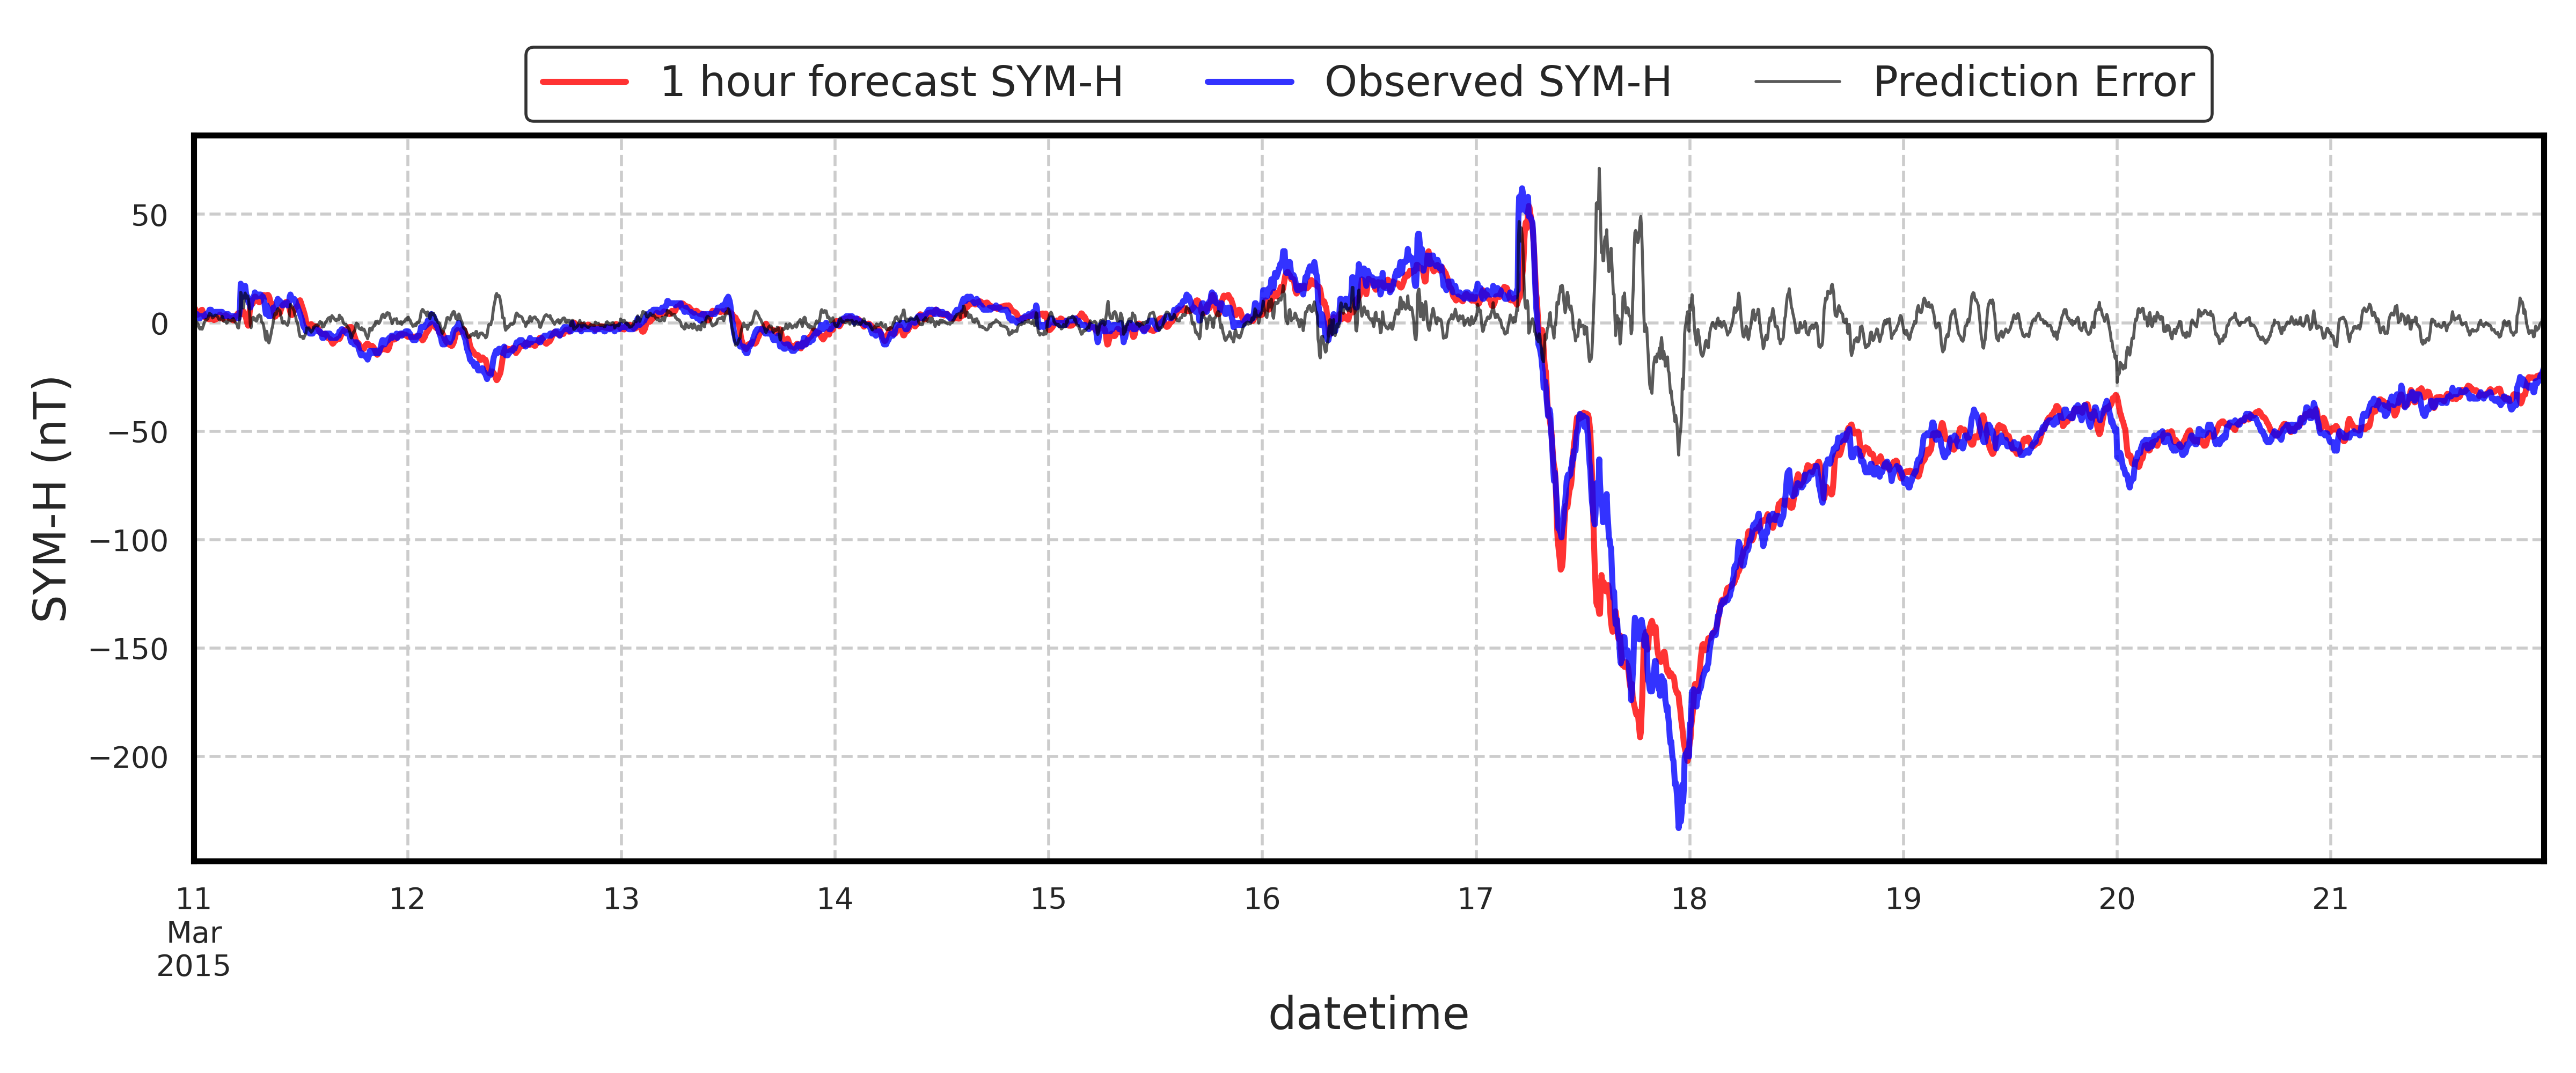 1 hour forecast SYM-H Observed SYM-H Prediction Error
SYM-H (nT)
50
0
−50
−100
−150
−200
11 12 13 14 15 16 17 18 19 20 21
Mar
2015
datetime